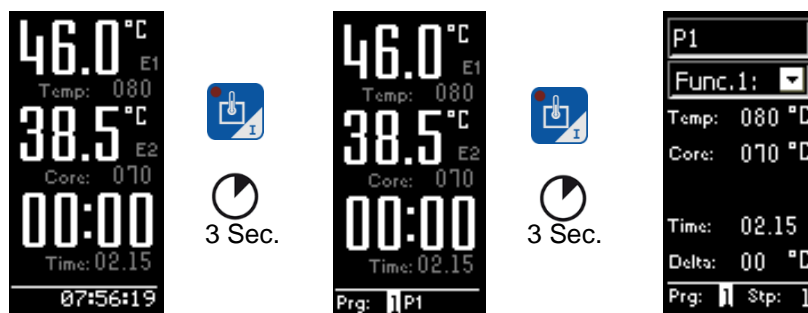 46.0°C
E1
Temp: 080
38.5°C
E2
Core: 070
00:00
Time: 02.15
07:56:19
I
3 Sec.
46.0°C
E1
Temp: 080
38.5°C
E2
Core: 070
00:00
Time: 02.15
Prg: 1 P1
I
3 Sec.
P1
Func.1:
Temp: 080 °
Core: 070 °
Time: 02.15
Delta: 00 °
Prg: 1 Stp: 1